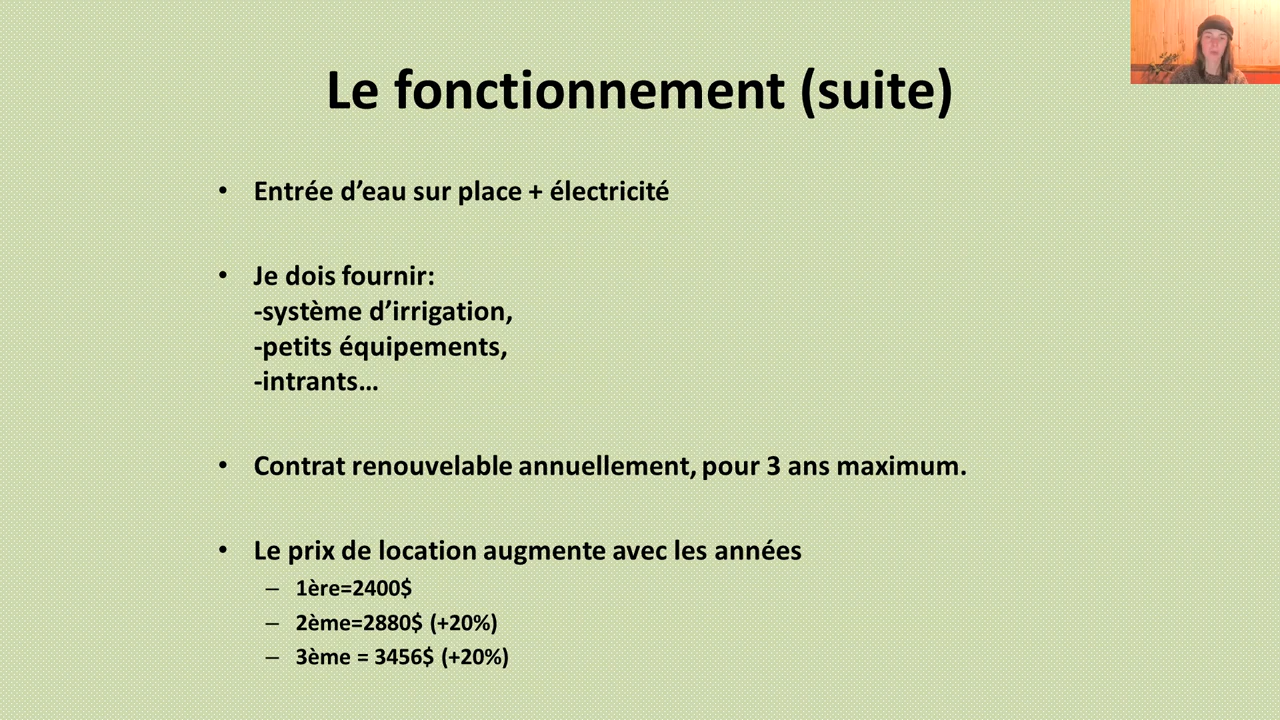 Le fonctionnement (suite)
• Entrée d’eau sur place + électricité
• Je dois fournir:
-système d’irrigation,
-petits équipements,
-intrants…
• Contrat renouvelable annuellement, pour 3 ans maximum.
• Le prix de location augmente avec les années
– 1ère=2400$
– 2ème=2880$ (+20%)
– 3ème = 3456$ (+20%)